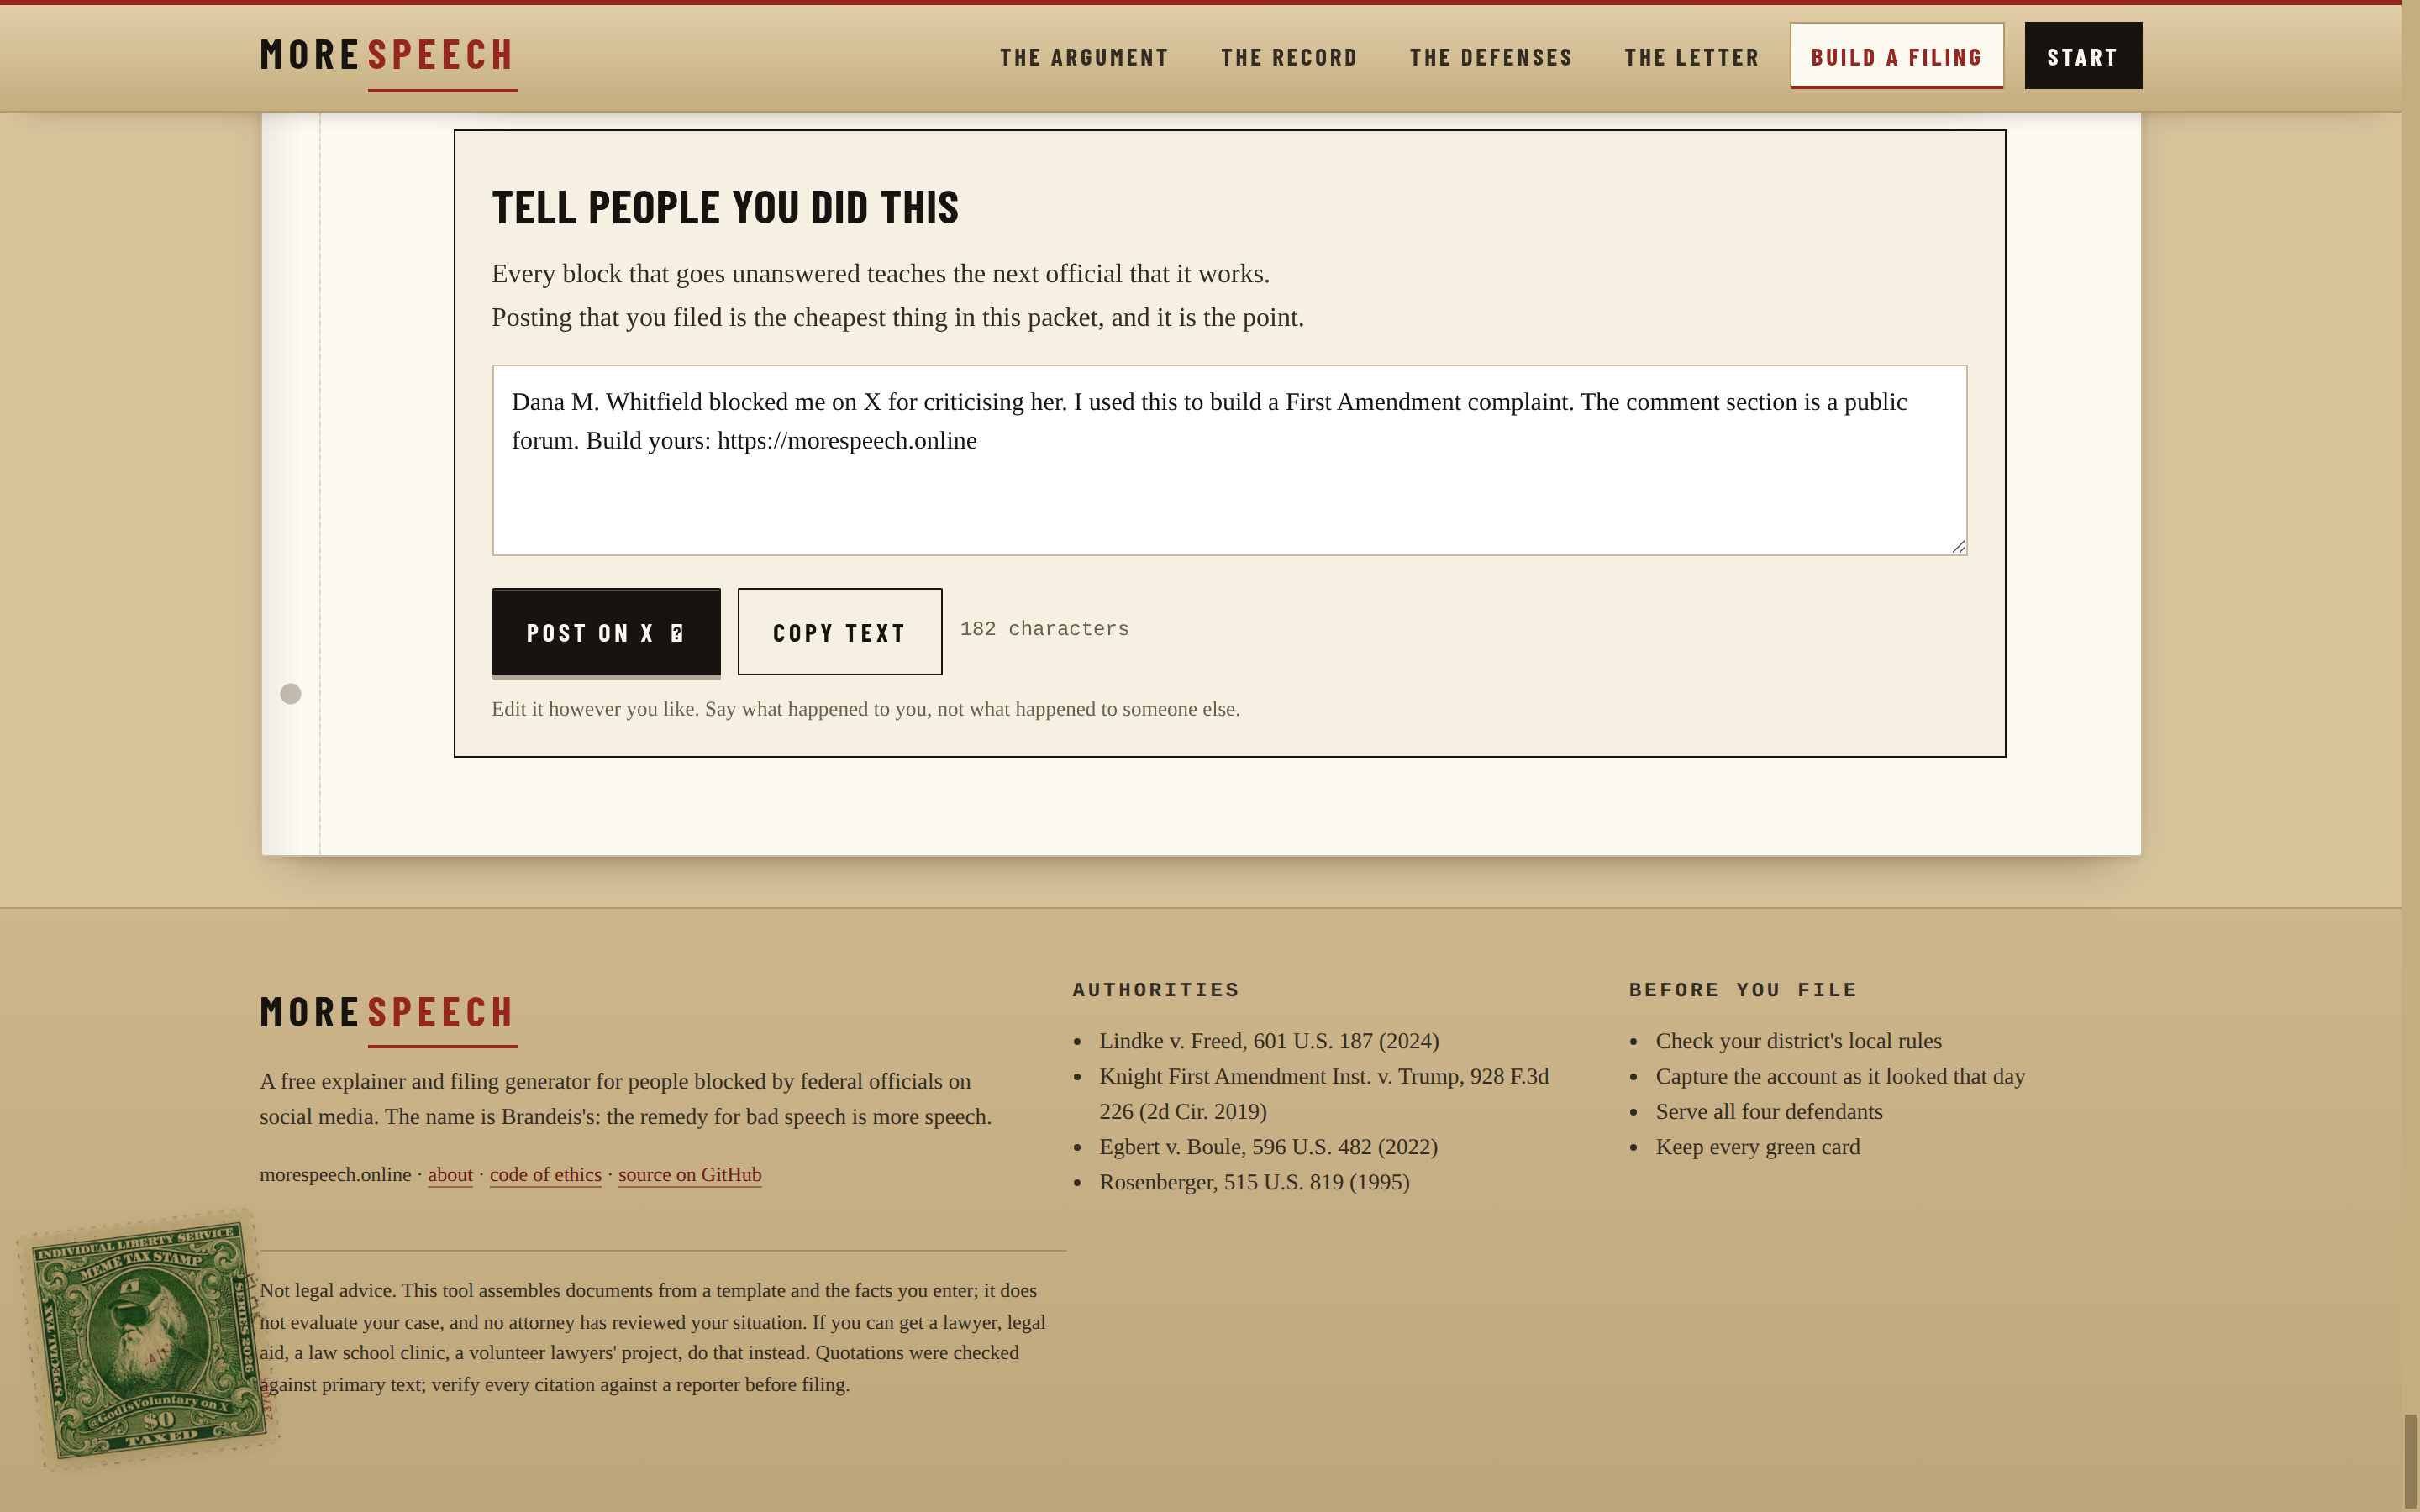 MORE SPEECH
THE ARGUMENT
THE RECORD
THE DEFENSES
THE LETTER
BUILD A FILING
START
TELL PEOPLE YOU DID THIS
Every block that goes unanswered teaches the next official that it works.
Posting that you filed is the cheapest thing in this packet, and it is the point.
Dana M. Whitfield blocked me on X for criticising her. I used this to build a First Amendment complaint. The comment section is a public
forum. Build yours: https://morespeech.online
POST ON X
COPY TEXT
182 characters
Edit it however you like. Say what happened to you, not what happened to someone else.
MORE SPEECH
A free explainer and filing generator for people blocked by federal officials on
social media. The name is Brandeis's: the remedy for bad speech is more speech.
morespeech.online · about · code of ethics · source on GitHub
AUTHORITIES
• Lindke v. Freed, 601 U.S. 187 (2024)
• Knight First Amendment Inst. v. Trump, 928 F.3d
226 (2d Cir. 2019)
• Egbert v. Boule, 596 U.S. 482 (2022)
• Rosenberger, 515 U.S. 819 (1995)
BEFORE YOU FILE
• Check your district's local rules
• Capture the account as it looked that day
• Serve all four defendants
• Keep every green card
INDIVIDUAL LIBERTY SERVICE
MEME TAX STAMP
SPECIAL TAX
SERIES 2026
@GodIsVoluntary on X
$0
TAXED
Not legal advice. This tool assembles documents from a template and the facts you enter; it does
not evaluate your case, and no attorney has reviewed your situation. If you can get a lawyer, legal
aid, a law school clinic, a volunteer lawyers' project, do that instead. Quotations were checked
against primary text; verify every citation against a reporter before filing.